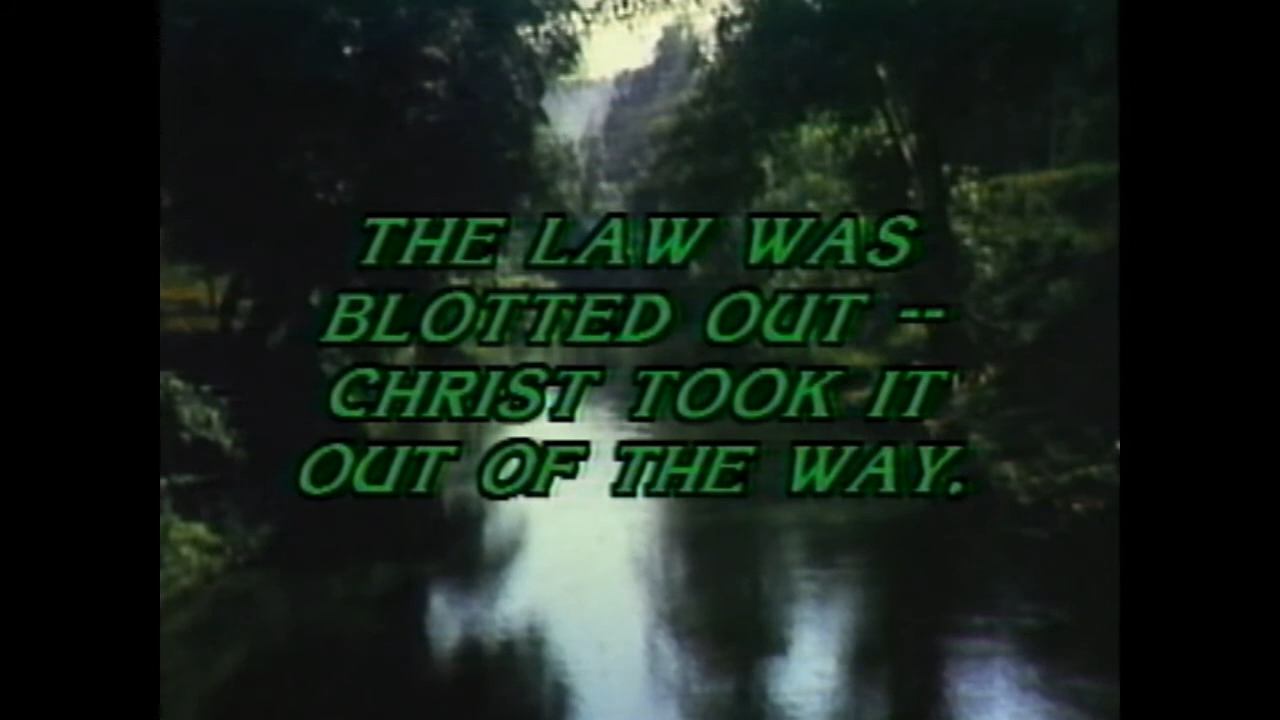 THE LAW WAS
BLOTTED OUT --
CHRIST TOOK IT
OUT OF THE WAY.